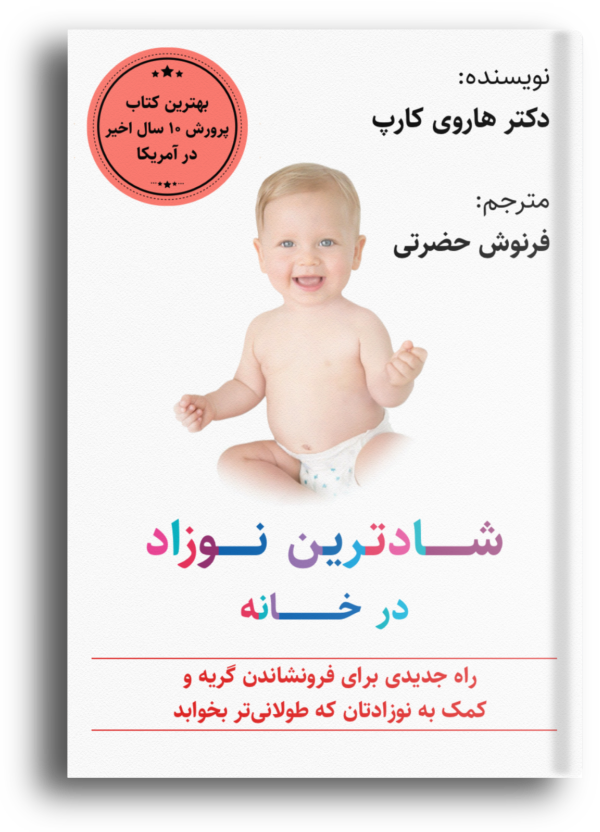 بهترین کتاب
پرورش ۱۰ سال اخیر
در آمریکا
نویسنده:
دکتر هاروی کارپ
مترجم:
فرنوش حضرتی
شادترین نوزاد
در خانه
راه جدیدی برای فرونشاندن گریه و
کمک به نوزادتان که طولانی‌تر بخوابد